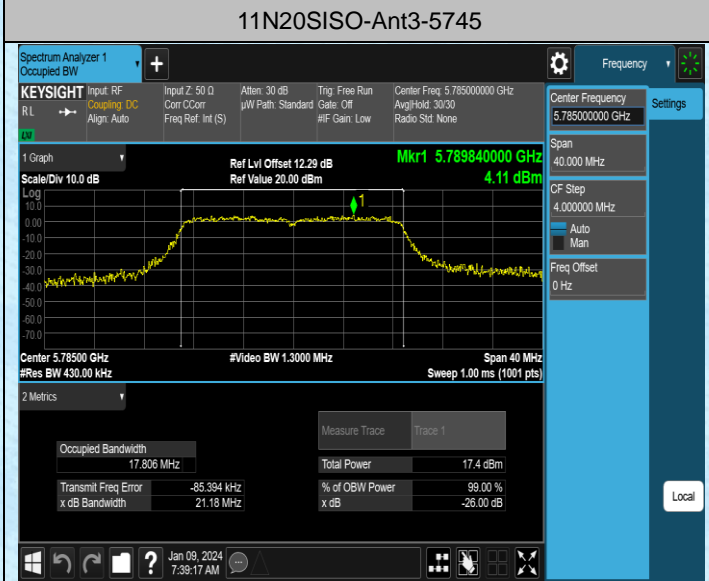 11N20SISO-Ant3-5745
Spectrum Analyzer 1
Occupied BW
+
Frequency
KEYSIGHT
RL
LXI
Input: RF
Coupling: DC
Align: Auto
Input Z: 50 Ω
Corr CCorr
Freq Ref: Int (S)
Atten: 30 dB
µW Path: Standard
Trig: Free Run
Gate: Off
#IF Gain: Low
Center Freq: 5.785000000 GHz
Avg|Hold: 30/30
Radio Std: None
Center Frequency
5.785000000 GHz
Settings
Span
40.000 MHz
CF Step
4.000000 MHz
Auto
Man
Freq Offset
0 Hz
Local
1 Graph
Scale/Div 10.0 dB
Ref Lvl Offset 12.29 dB
Ref Value 20.00 dBm
Mkr1 5.789840000 GHz
4.11 dBm
Log
10.0
0.00
-10.0
-20.0
-30.0
-40.0
-50.0
-60.0
-70.0
1
Center 5.78500 GHz
#Res BW 430.00 kHz
#Video BW 1.3000 MHz
Span 40 MHz
Sweep 1.00 ms (1001 pts)
2 Metrics
Measure Trace Trace 1
Occupied Bandwidth
17.806 MHz
Total Power 17.4 dBm
Transmit Freq Error -85.394 kHz
% of OBW Power 99.00 %
x dB Bandwidth 21.18 MHz
x dB -26.00 dB
?
Jan 09, 2024
7:39:17 AM